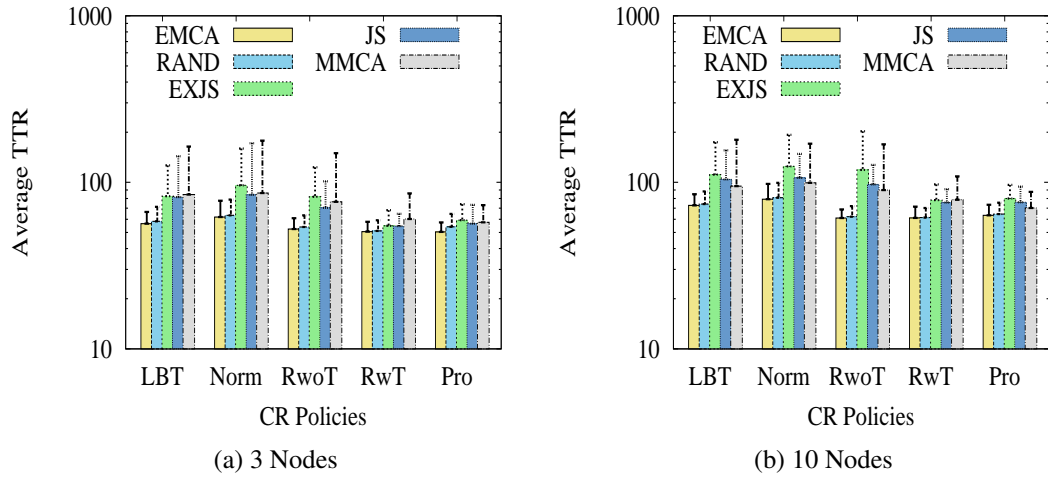 1000
100
10
Average TTR
EMCA
RAND
EXJS
JS
MMCA
LBT Norm RwoT RwT Pro
CR Policies
(a) 3 Nodes
1000
100
10
Average TTR
EMCA
RAND
EXJS
JS
MMCA
LBT Norm RwoT RwT Pro
CR Policies
(b) 10 Nodes